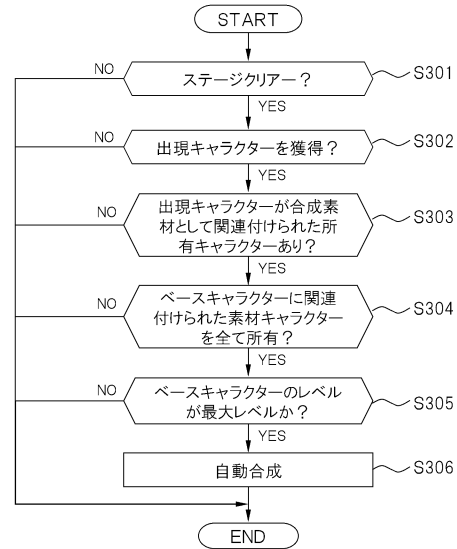 START
NO
ステージクリアー？
S301
YES
NO
出現キャラクターを獲得？
S302
YES
NO
出現キャラクターが合成素
材として関連付けられた所
有キャラクターあり？
S303
YES
NO
ベースキャラクターに関連
付けられた素材キャラクター
を全て所有？
S304
YES
NO
ベースキャラクターのレベル
が最大レベルか？
S305
YES
自動合成
S306
END